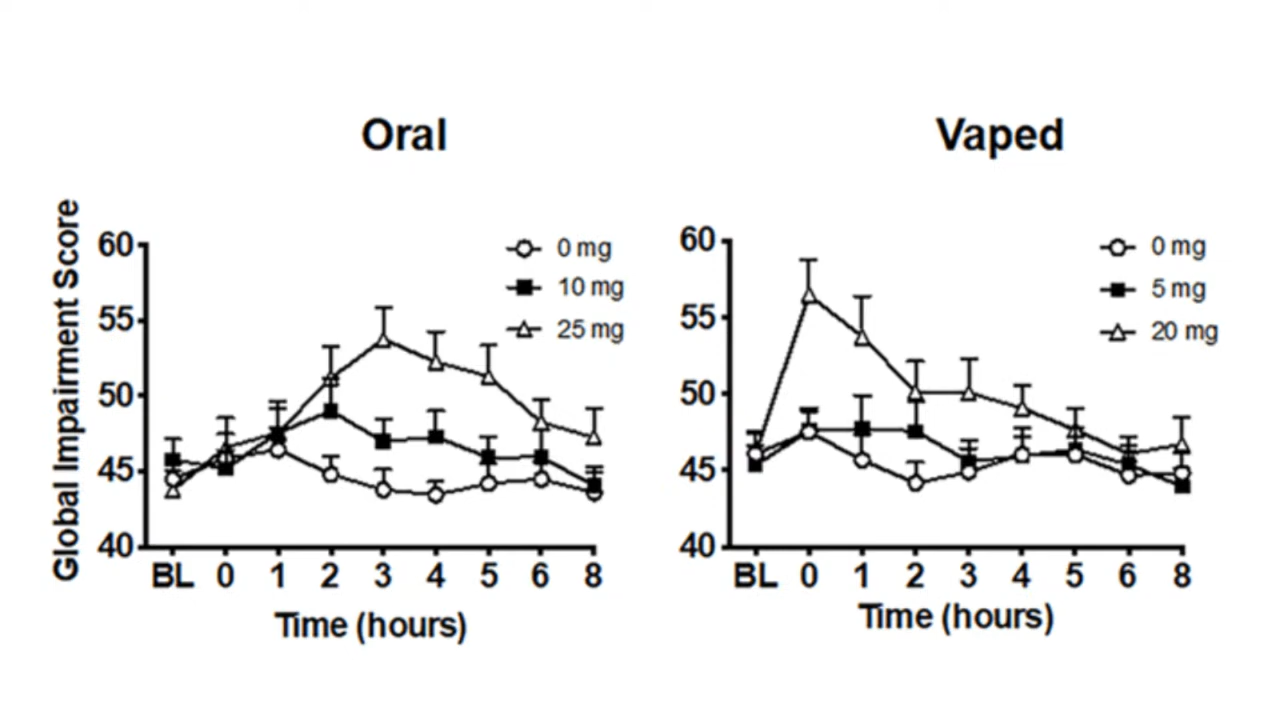 Oral
Global Impairment Score
60
55
50
45
40
0 mg
10 mg
25 mg
BL 0 1 2 3 4 5 6 8
Time (hours)
Vaped
60
55
50
45
40
0 mg
5 mg
20 mg
BL 0 1 2 3 4 5 6 8
Time (hours)